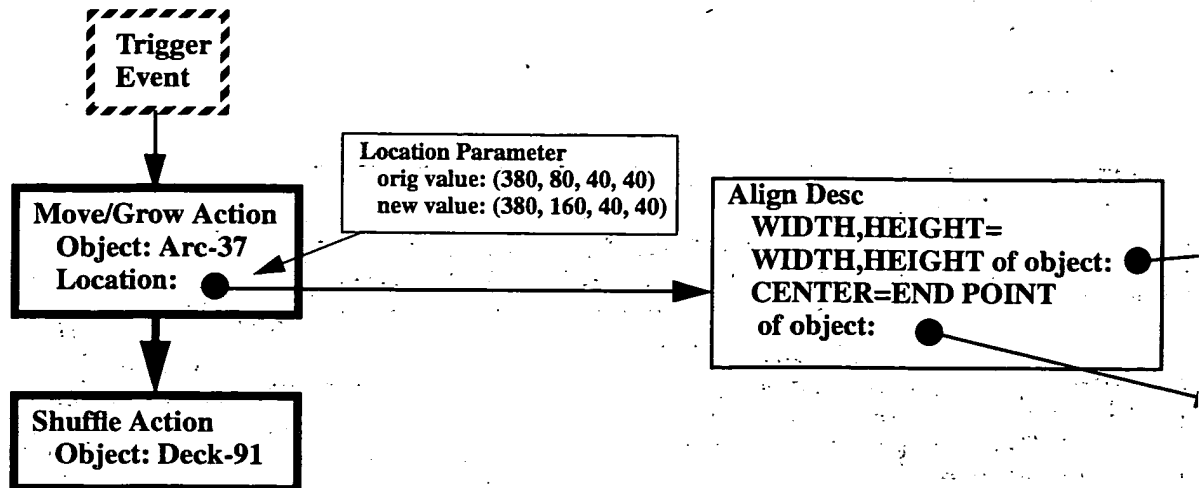 Trigger
Event
Location Parameter
orig value: (380, 80, 40, 40)
new value: (380, 160, 40, 40)
Move/Grow Action
Object: Arc-37
Location:
Align Desc
WIDTH,HEIGHT=
WIDTH,HEIGHT of object:
CENTER=END POINT
of object:
Shuffle Action
Object: Deck-91